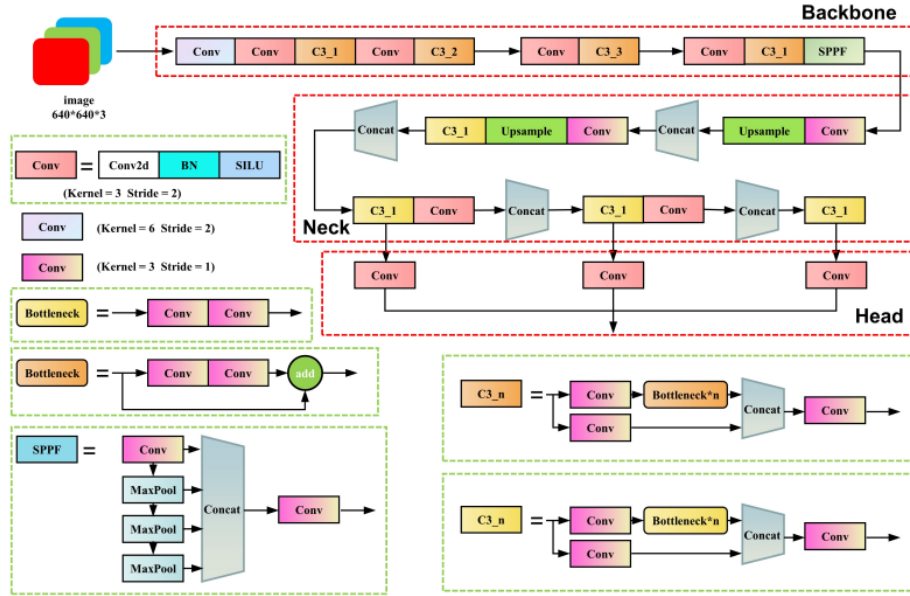 Backbone
Conv Conv C3_1 Conv C3_2 Conv C3_3 Conv C3_1 SPPF
image
640*640*3
Concat C3_1 Upsample Conv Concat Upsample Conv
C3_1 Conv Concat C3_1 Conv Concat C3_1
Neck
Conv Conv Conv
Head
Conv = Conv2d BN SILU
(Kernel = 3 Stride = 2)
Conv (Kernel = 6 Stride = 2)
Conv (Kernel = 3 Stride = 1)
Bottleneck = Conv Conv
Bottleneck = Conv Conv add
SPPF = Conv
MaxPool
MaxPool
MaxPool
Concat
Conv
C3_n = Conv Bottleneck*n
Conv
Concat
Conv
C3_n = Conv Bottleneck*n
Conv
Concat
Conv